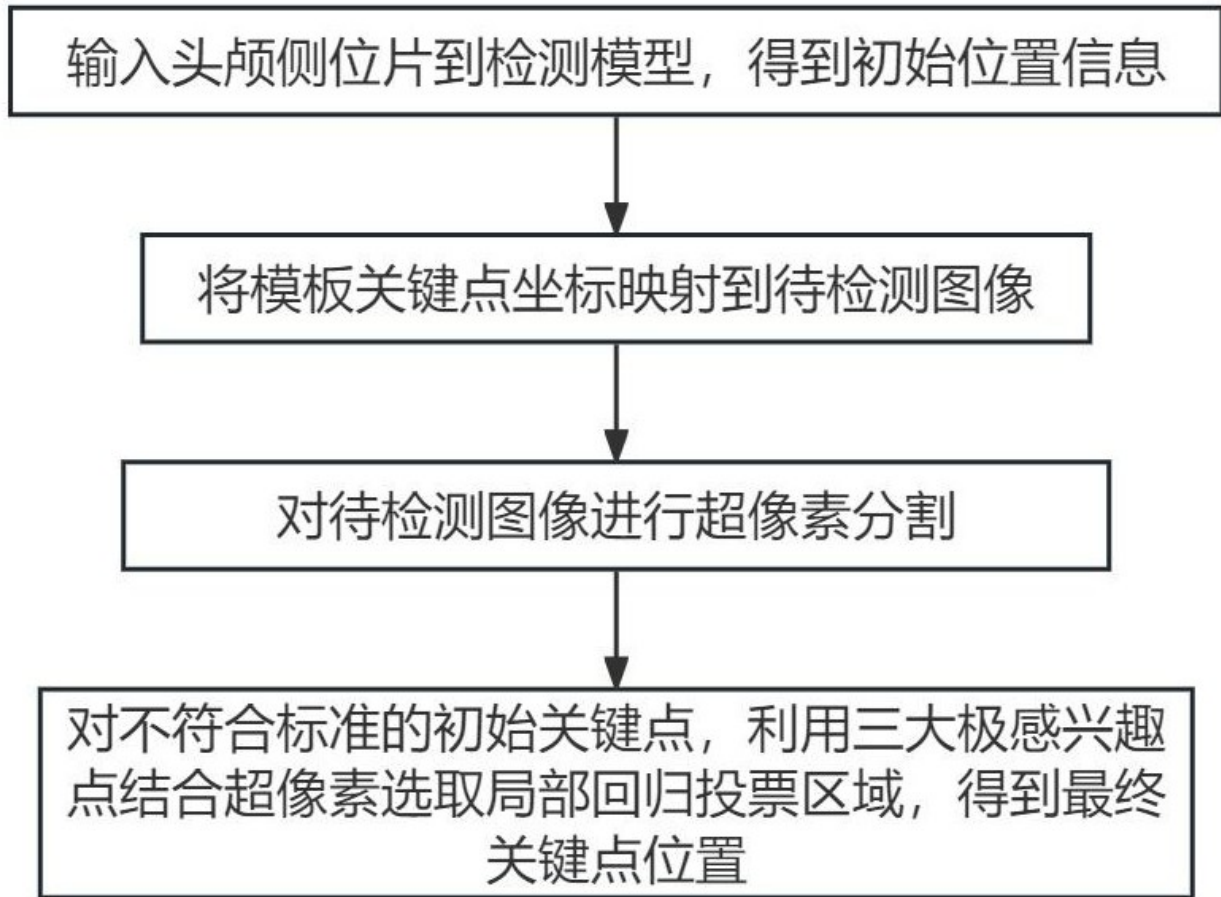 输入头颅侧位片到检测模型，得到初始位置信息
将模板关键点坐标映射到待检测图像
对待检测图像进行超像素分割
对不符合标准的初始关键点，利用三大极感兴趣
点结合超像素选取局部回归投票区域，得到最终
关键点位置